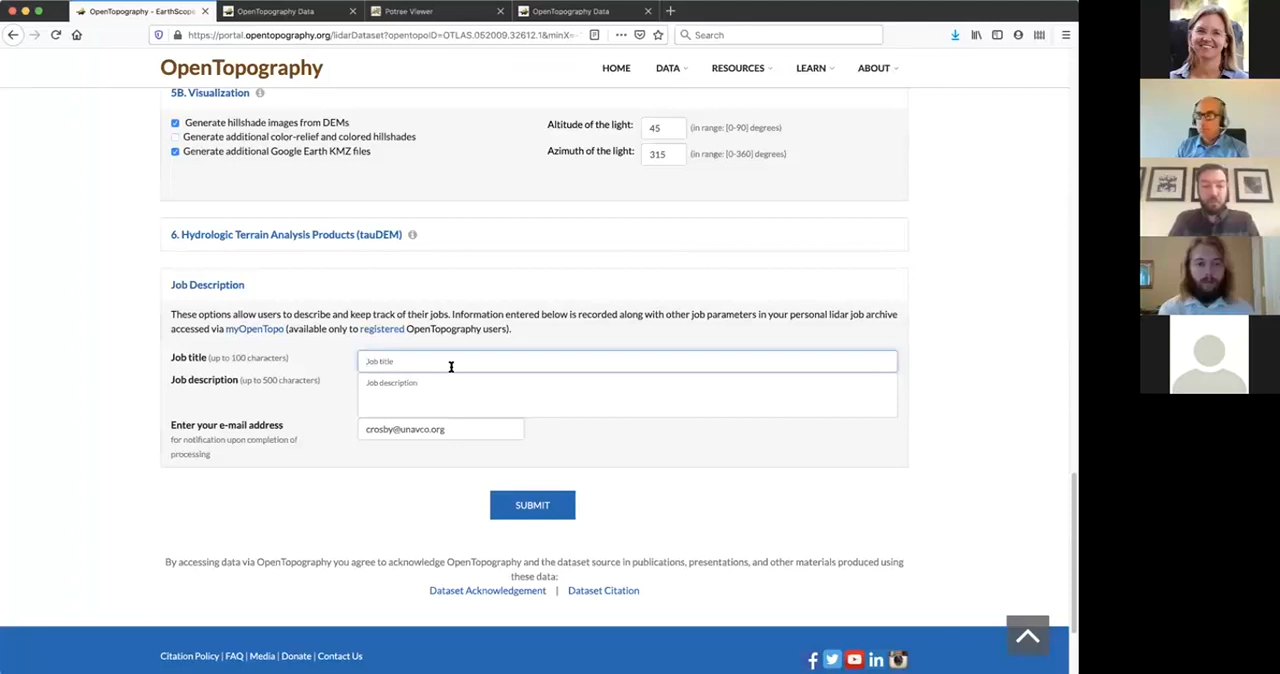 OpenTopography - EarthScope
OpenTopography Data
Potree Viewer
OpenTopography Data
https://portal.opentopography.org/lidarDataset?opentopoID=OTLAS.052009.32612.1&minX=-
Search
OpenTopography
HOME DATA RESOURCES LEARN ABOUT
5B. Visualization
Generate hillshade images from DEMs
Generate additional color-relief and colored hillshades
Generate additional Google Earth KMZ files
Altitude of the light: 45 (in range: [0-90] degrees)
Azimuth of the light: 315 (in range: [0-360] degrees)
6. Hydrologic Terrain Analysis Products (tauDEM)
Job Description
These options allow users to describe and keep track of their jobs. Information entered below is recorded along with other job parameters in your personal lidar job archive
accessed via myOpenTopo (available only to registered OpenTopography users).
Job title (up to 100 characters) Job title
Job description (up to 500 characters) Job description
Enter your e-mail address crosby@unavco.org
for notification upon completion of
processing
SUBMIT
By accessing data via OpenTopography you agree to acknowledge OpenTopography and the dataset source in publications, presentations, and other materials produced using
these data:
Dataset Acknowledgement | Dataset Citation
Citation Policy | FAQ | Media | Donate | Contact Us